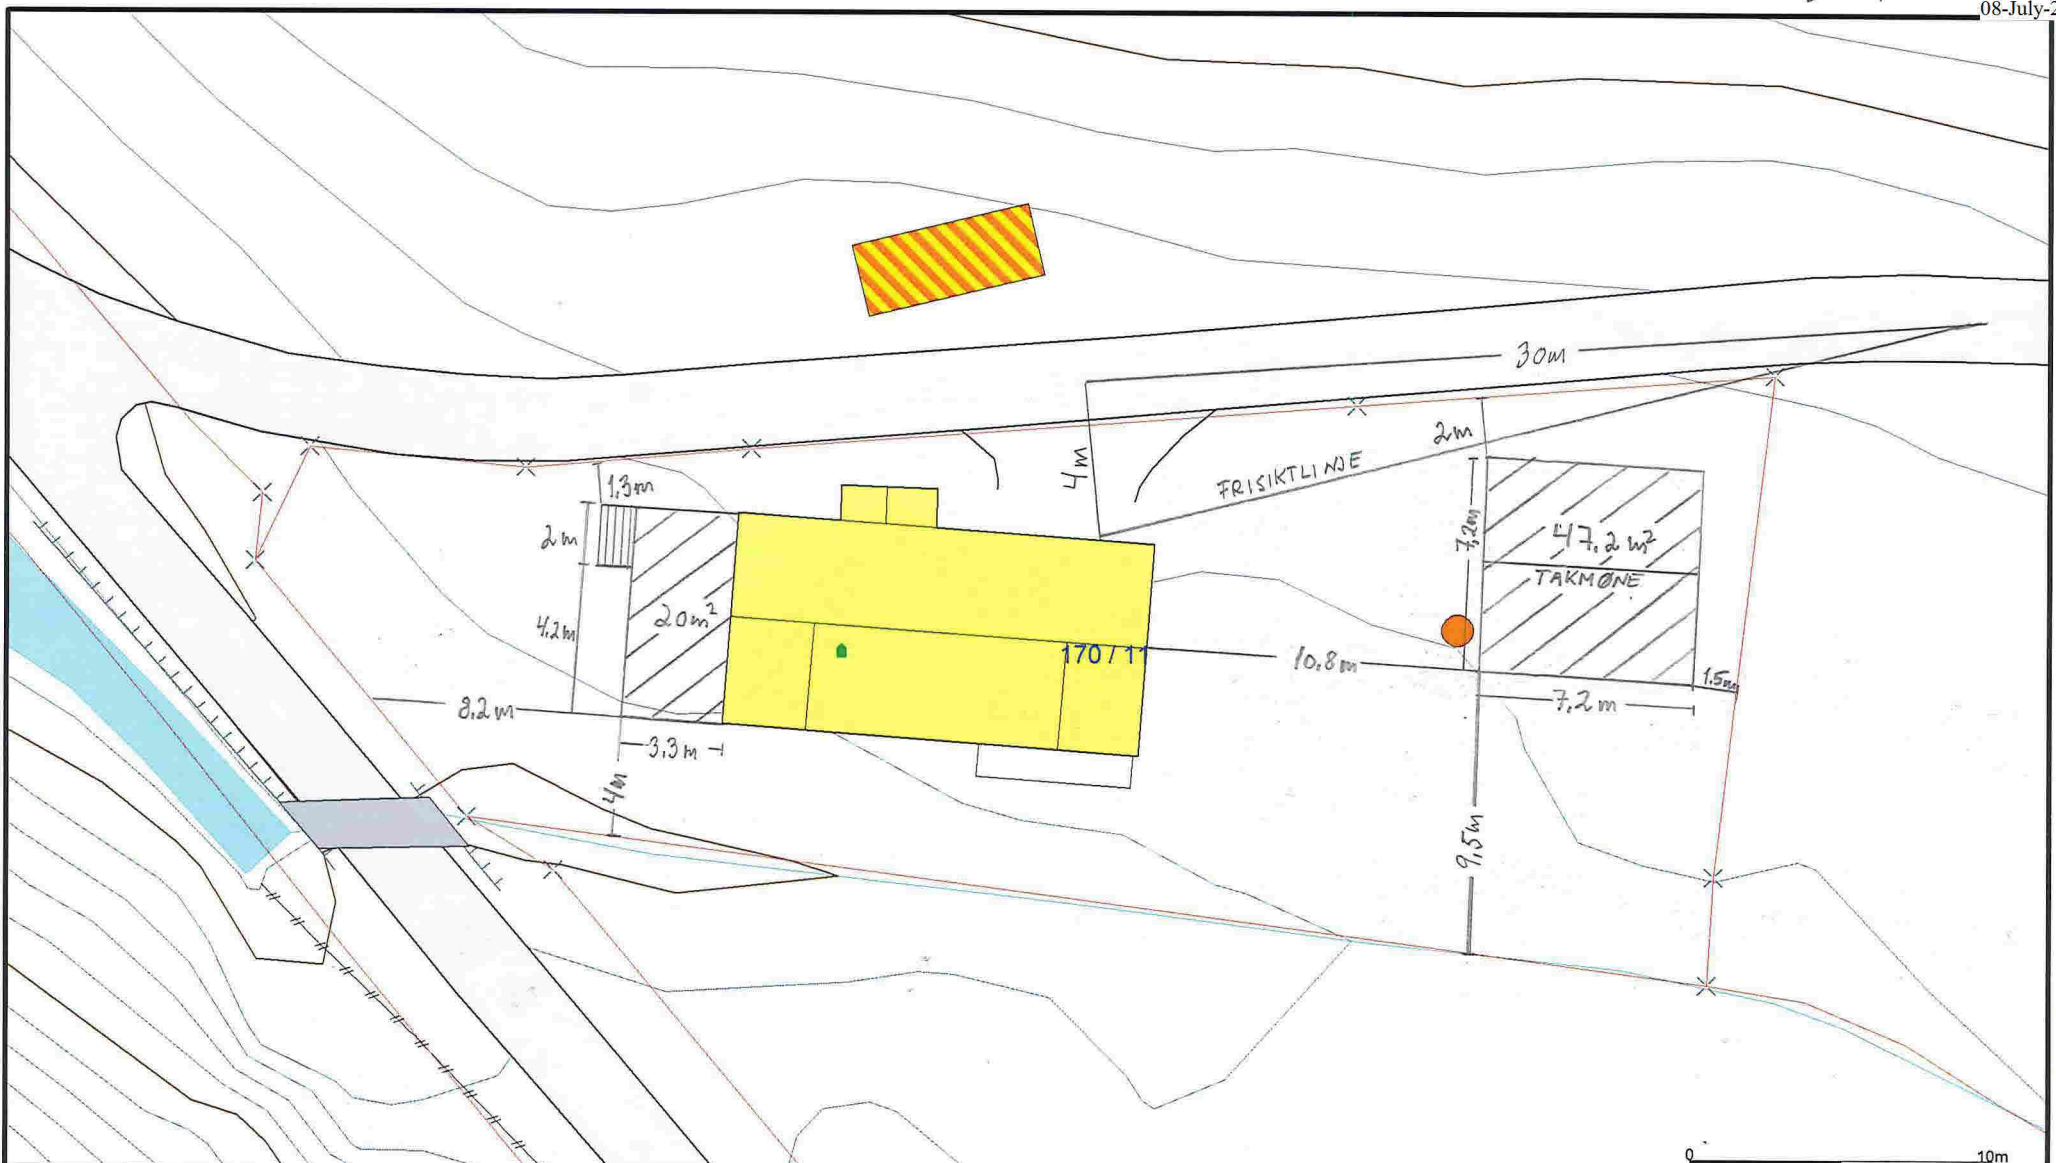 08-July-2
30m
2m
4m
FRISIKTLINJE
1,3m
2m
7,2m
47,2 m²
TAKMØNE
20m²
4,2m
170 / 11
10,8m
1.5m
8,2m
7,2m
3,3m
4m
9,5m
0 10m